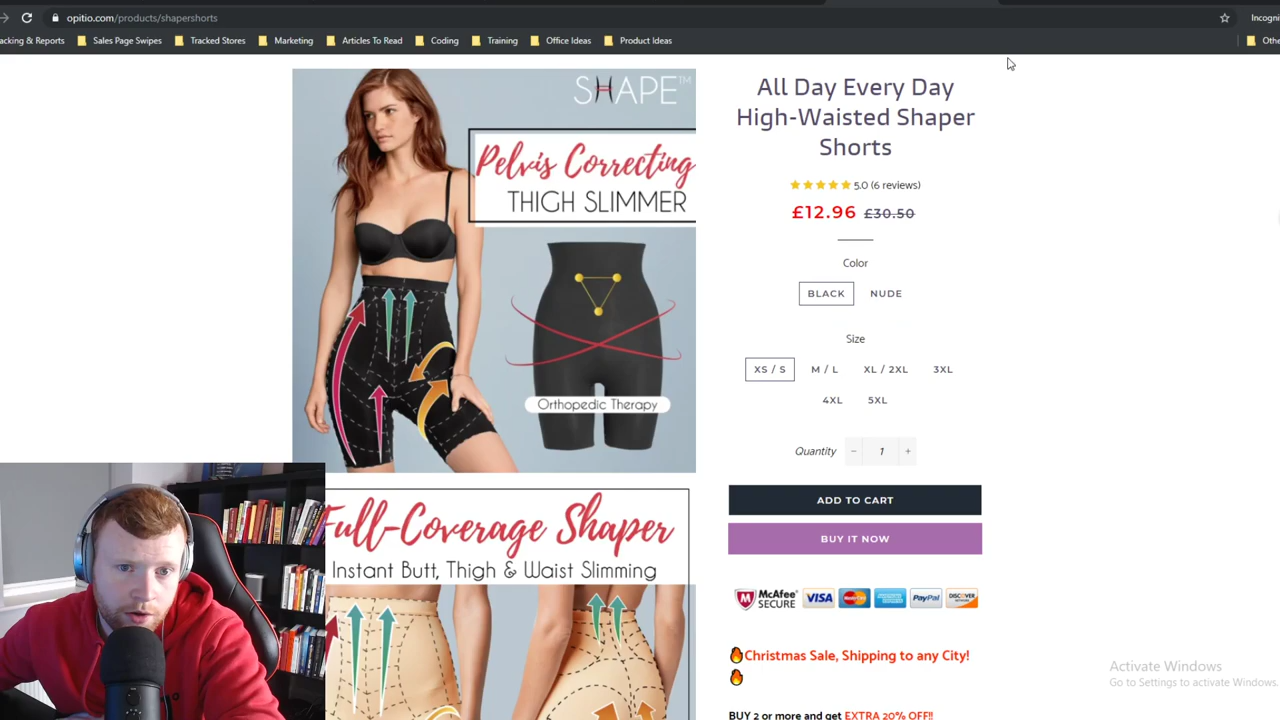 opitio.com/products/shapershorts
Incogni
acking & Reports
Sales Page Swipes
Tracked Stores
Marketing
Articles To Read
Coding
Training
Office Ideas
Product Ideas
Othe
SHAPE™
Pelvis Correcting
THIGH SLIMMER
Orthopedic Therapy
Full-Coverage Shaper
Instant Butt, Thigh & Waist Slimming
All Day Every Day
High-Waisted Shaper
Shorts
5.0 (6 reviews)
£12.96 £30.50
Color
BLACK NUDE
Size
XS / S M / L XL / 2XL 3XL
4XL 5XL
Quantity − 1 +
ADD TO CART
BUY IT NOW
McAfee SECURE VISA MasterCard AMERICAN EXPRESS PayPal DISCOVER
🔥Christmas Sale, Shipping to any City!
🔥
BUY 2 or more and get EXTRA 20% OFF!!
Activate Windows
Go to Settings to activate Windows.